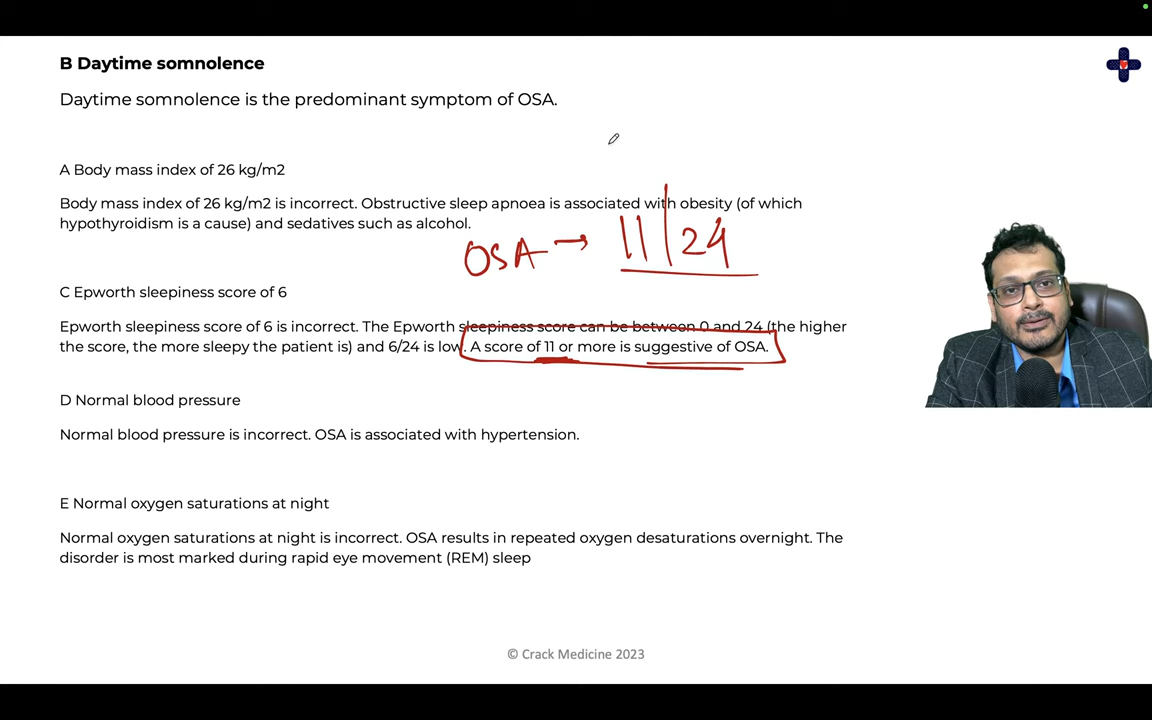 B Daytime somnolence
Daytime somnolence is the predominant symptom of OSA.
A Body mass index of 26 kg/m2
Body mass index of 26 kg/m2 is incorrect. Obstructive sleep apnoea is associated with obesity (of which
hypothyroidism is a cause) and sedatives such as alcohol.
OSA → 11/24
C Epworth sleepiness score of 6
Epworth sleepiness score of 6 is incorrect. The Epworth sleepiness score can be between 0 and 24 (the higher
the score, the more sleepy the patient is) and 6/24 is low. A score of 11 or more is suggestive of OSA.
D Normal blood pressure
Normal blood pressure is incorrect. OSA is associated with hypertension.
E Normal oxygen saturations at night
Normal oxygen saturations at night is incorrect. OSA results in repeated oxygen desaturations overnight. The
disorder is most marked during rapid eye movement (REM) sleep
© Crack Medicine 2023